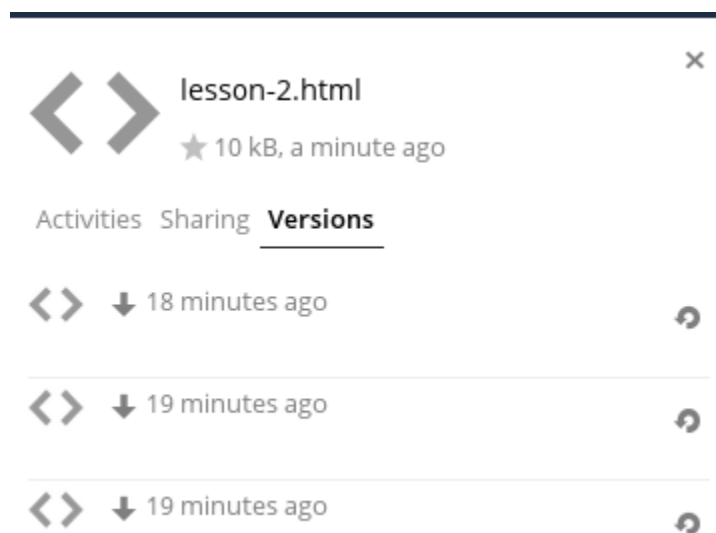 lesson-2.html
10 kB, a minute ago
Activities Sharing Versions
18 minutes ago
19 minutes ago
19 minutes ago